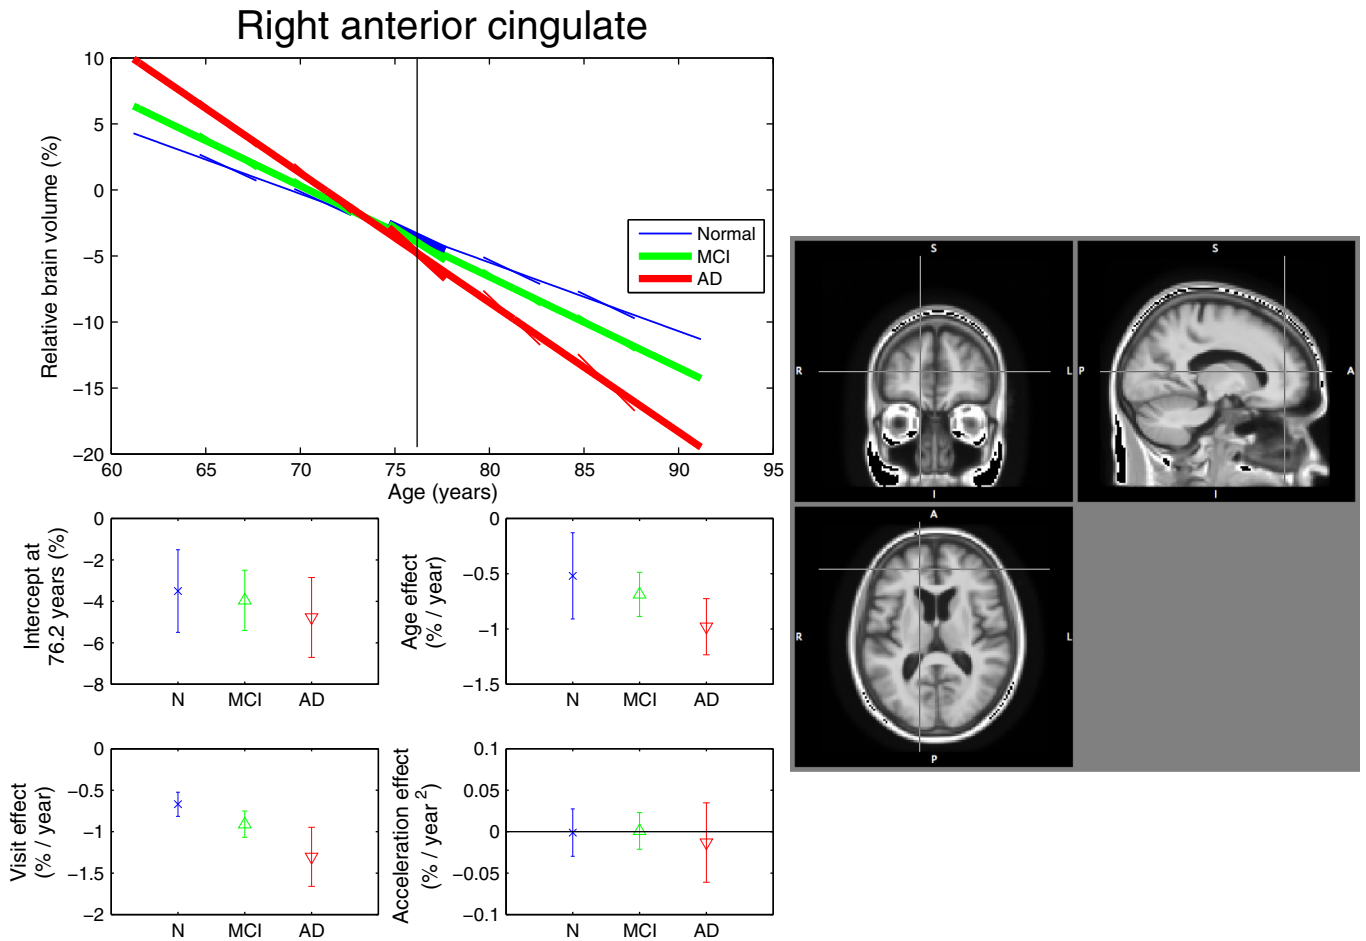 Right anterior cingulate
10
5
0
−5
−10
−15
−20
Relative brain volume (%)
60 65 70 75 80 85 90 95
Age (years)
Normal
MCI
AD
0
−2
−4
−6
−8
Intercept at
76.2 years (%)
N MCI AD
0
−0.5
−1
−1.5
Age effect
(% / year)
N MCI AD
0
−0.5
−1
−1.5
−2
Visit effect
(% / year)
N MCI AD
0.1
0.05
0
−0.05
−0.1
Acceleration effect
(% / year 2)
N MCI AD
S
R L
I
S
P A
I
A
R L
P